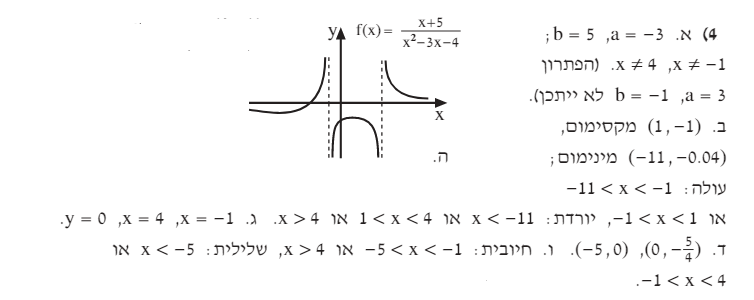 4) א. a = −3, b = 5;
x ≠ −1, x ≠ 4. (הפתרון
a = 3, b = −1 לא ייתכן).
ב. (1, −1) מקסימום,
(−11, −0.04) מינימום;
עולה: −11 < x < −1
או −1 < x < 1, יורדת: x < −11 או 1 < x < 4 או x > 4. ג. x = −1, x = 4, y = 0.
ד. (0, −5/4), (−5, 0). ו. חיובית: −5 < x < −1 או x > 4, שלילית: x < −5 או
−1 < x < 4.
ה.
y f(x) = (x+5)/(x²−3x−4)
x